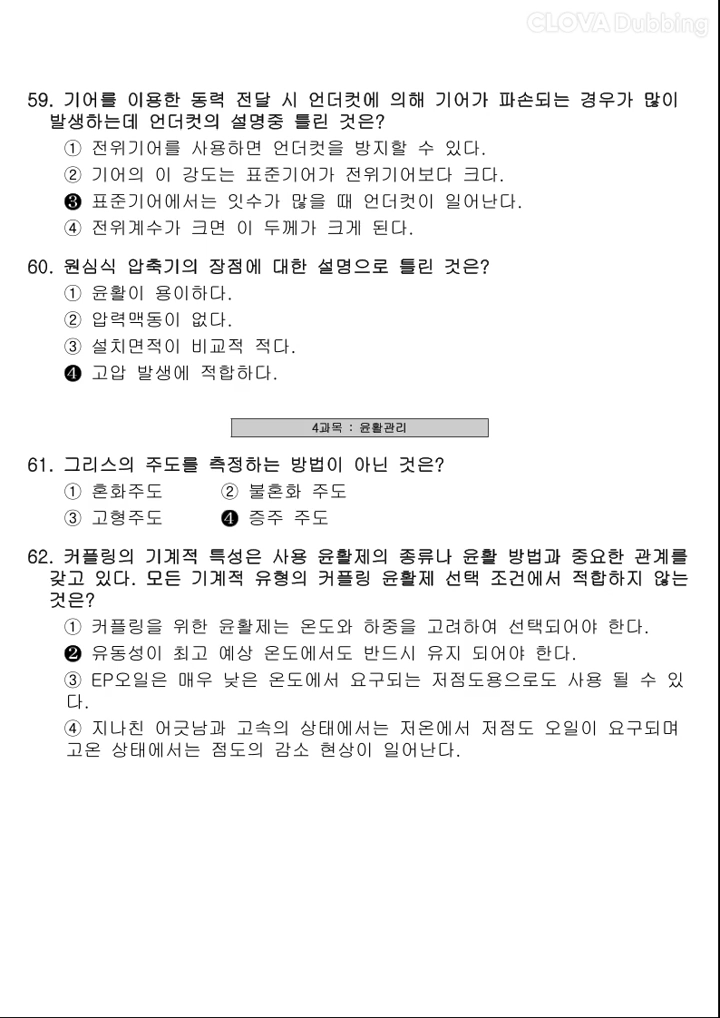 CLOVA Dubbing
59. 기어를 이용한 동력 전달 시 언더컷에 의해 기어가 파손되는 경우가 많이
발생하는데 언더컷의 설명중 틀린 것은?
① 전위기어를 사용하면 언더컷을 방지할 수 있다.
② 기어의 이 강도는 표준기어가 전위기어보다 크다.
❸ 표준기어에서는 잇수가 많을 때 언더컷이 일어난다.
④ 전위계수가 크면 이 두께가 크게 된다.
60. 원심식 압축기의 장점에 대한 설명으로 틀린 것은?
① 윤활이 용이하다.
② 압력맥동이 없다.
③ 설치면적이 비교적 적다.
❹ 고압 발생에 적합하다.
4과목 : 윤활관리
61. 그리스의 주도를 측정하는 방법이 아닌 것은?
① 혼화주도 ② 불혼화 주도
③ 고형주도 ❹ 증주 주도
62. 커플링의 기계적 특성은 사용 윤활제의 종류나 윤활 방법과 중요한 관계를
갖고 있다. 모든 기계적 유형의 커플링 윤활제 선택 조건에서 적합하지 않는
것은?
① 커플링을 위한 윤활제는 온도와 하중을 고려하여 선택되어야 한다.
❷ 유동성이 최고 예상 온도에서도 반드시 유지 되어야 한다.
③ EP오일은 매우 낮은 온도에서 요구되는 저점도용으로도 사용 될 수 있
다.
④ 지나친 어긋남과 고속의 상태에서는 저온에서 저점도 오일이 요구되며
고온 상태에서는 점도의 감소 현상이 일어난다.